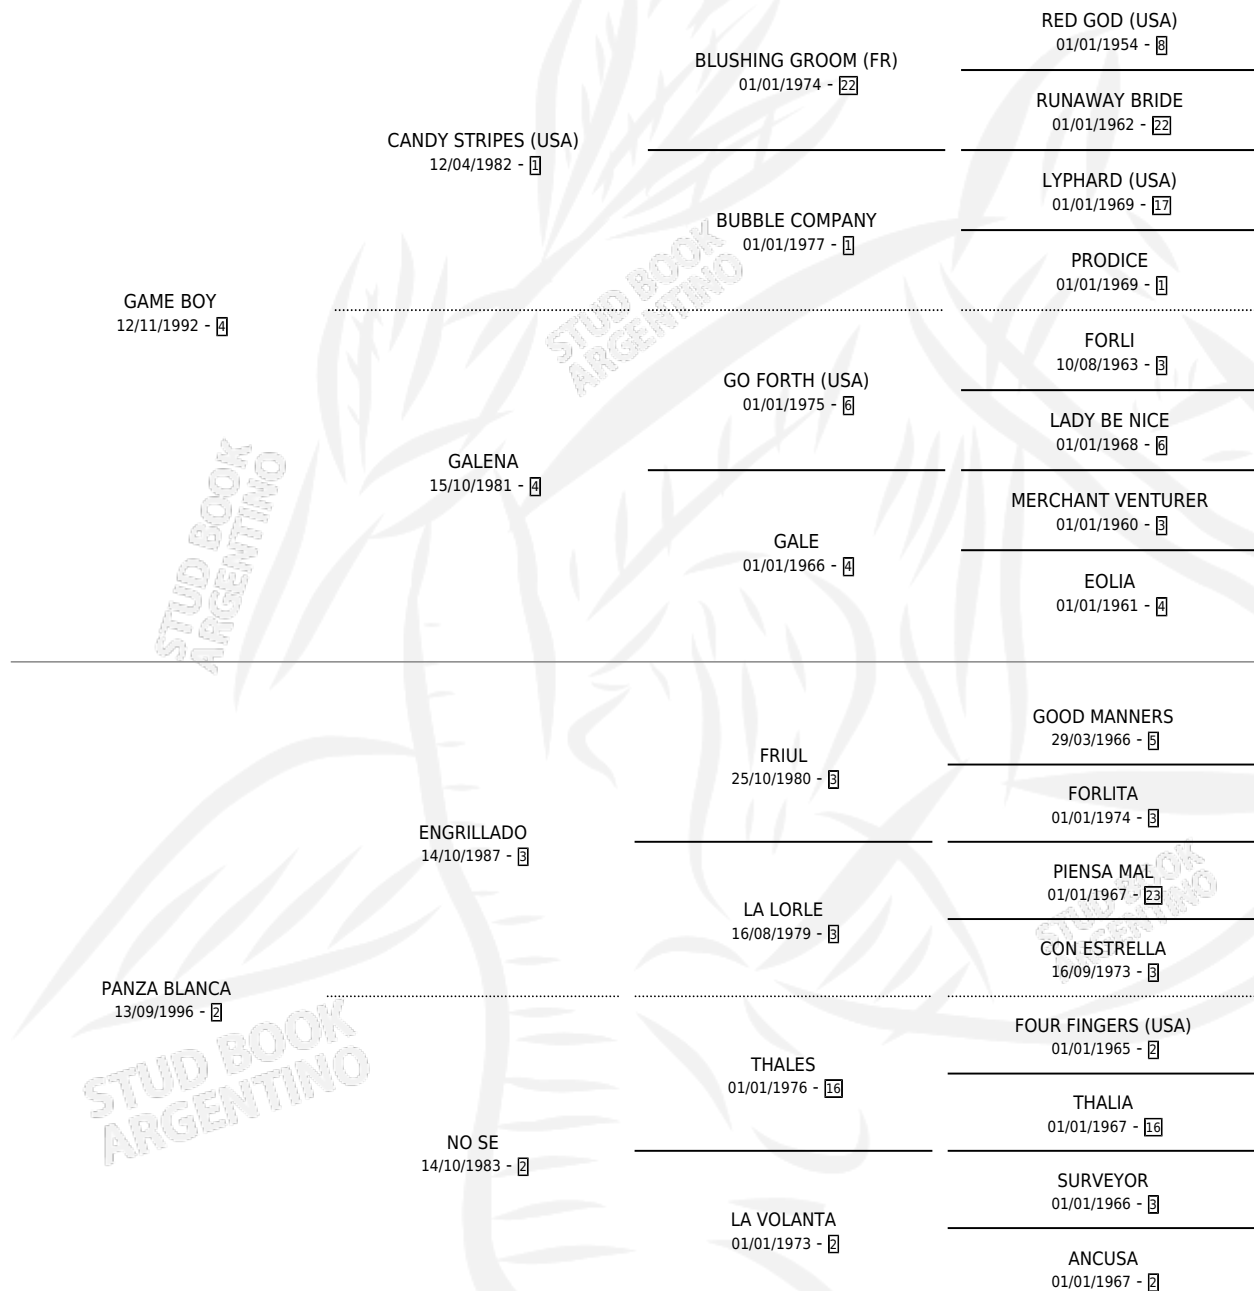 RED GOD (USA)
01/01/1954 - 8
BLUSHING GROOM (FR)
01/01/1974 - 22
RUNAWAY BRIDE
01/01/1962 - 22
CANDY STRIPES (USA)
12/04/1982 - 1
LYPHARD (USA)
01/01/1969 - 17
BUBBLE COMPANY
01/01/1977 - 1
PRODICE
01/01/1969 - 1
GAME BOY
12/11/1992 - 4
STUD BOOK
ARGENTINO
FORLI
10/08/1963 - 3
GO FORTH (USA)
01/01/1975 - 6
LADY BE NICE
01/01/1968 - 6
GALENA
15/10/1981 - 4
MERCHANT VENTURER
01/01/1960 - 3
GALE
01/01/1966 - 4
EOLIA
01/01/1961 - 4
STUD BOOK
ARGENTINO
GOOD MANNERS
29/03/1966 - 5
FRIUL
25/10/1980 - 3
FORLITA
01/01/1974 - 3
ENGRILLADO
14/10/1987 - 3
PIENSA MAL
01/01/1967 - 23
LA LORLE
16/08/1979 - 3
CON ESTRELLA
16/09/1973 - 3
STUD BOOK
ARGENTINO
PANZA BLANCA
13/09/1996 - 2
STUD BOOK
ARGENTINO
FOUR FINGERS (USA)
01/01/1965 - 2
THALES
01/01/1976 - 16
THALIA
01/01/1967 - 16
NO SE
14/10/1983 - 2
SURVEYOR
01/01/1966 - 3
LA VOLANTA
01/01/1973 - 2
ANCUSA
01/01/1967 - 2